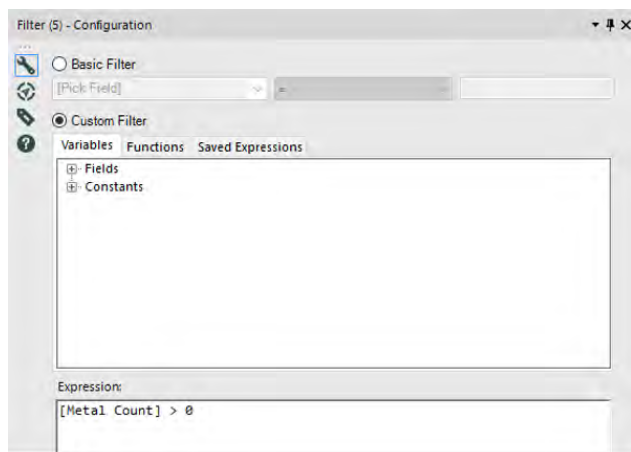 Filter (5) - Configuration
Basic Filter
[Pick Field] =
Custom Filter
Variables Functions Saved Expressions
Fields
Constants
Expression:
[Metal Count] > 0